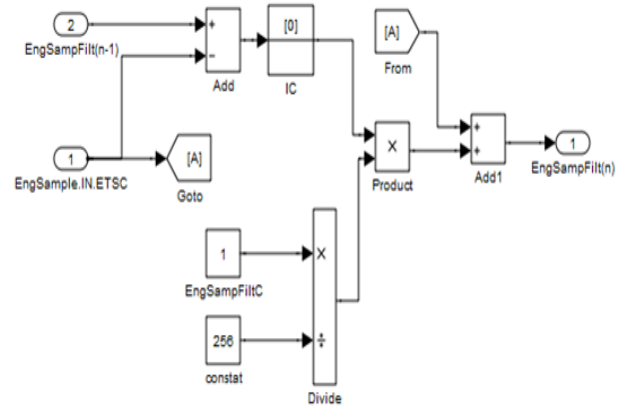 2
EngSampFilt(n-1)
+
−
Add
[0]
IC
[A]
From
1
EngSample.IN.ETSC
[A]
Goto
×
Product
+
+
Add1
1
EngSampFilt(n)
1
EngSampFiltC
256
constat
×
÷
Divide